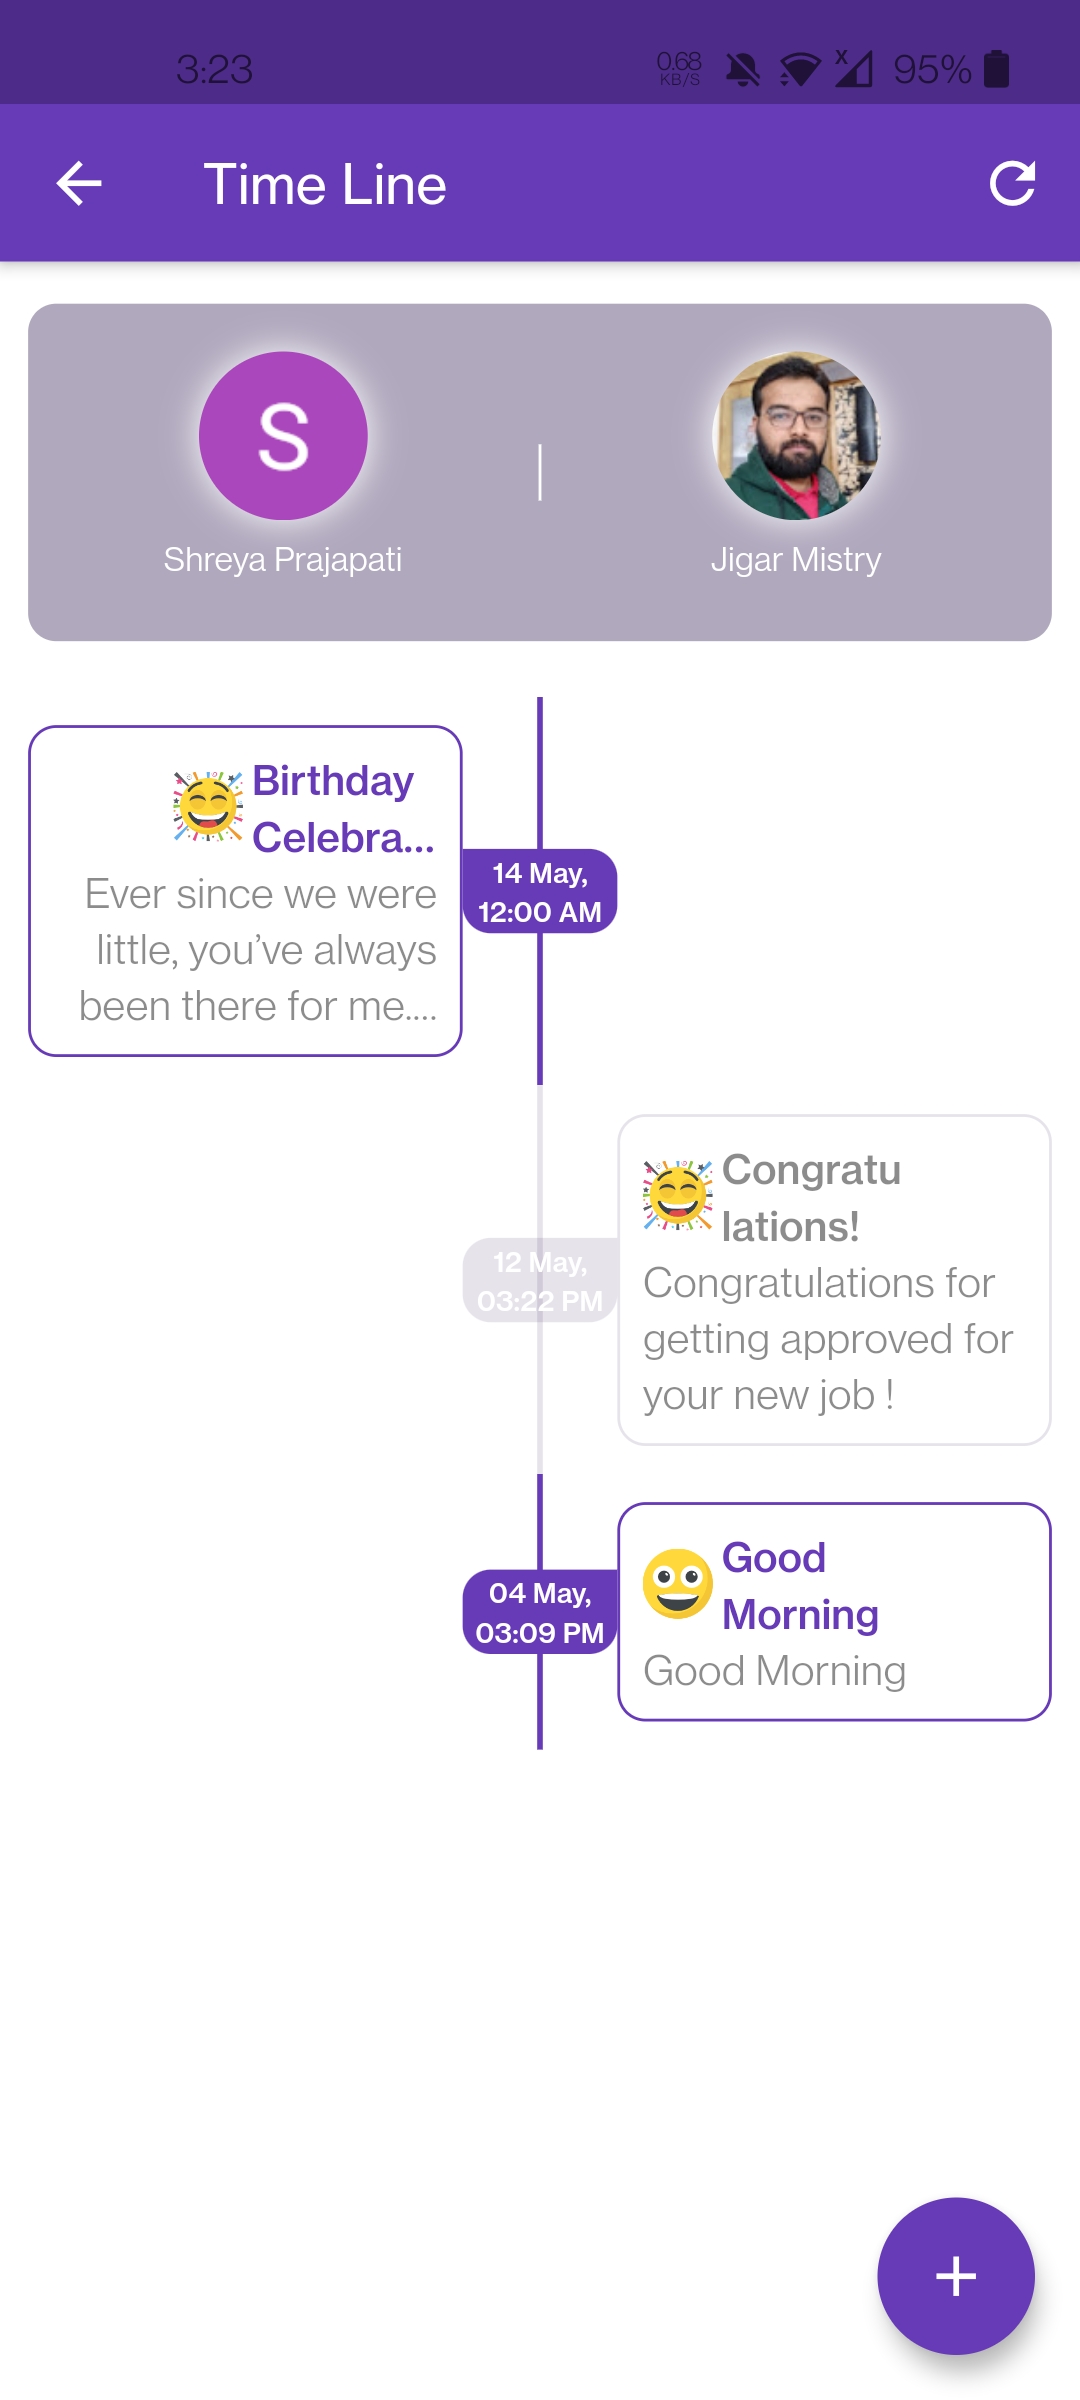 3:23
0.68
KB/S
X
95%
Time Line
S
Shreya Prajapati
Jigar Mistry
Birthday
Celebra...
Ever since we were
little, you’ve always
been there for me....
14 May,
12:00 AM
12 May,
03:22 PM
Congratu
lations!
Congratulations for
getting approved for
your new job !
04 May,
03:09 PM
Good
Morning
Good Morning